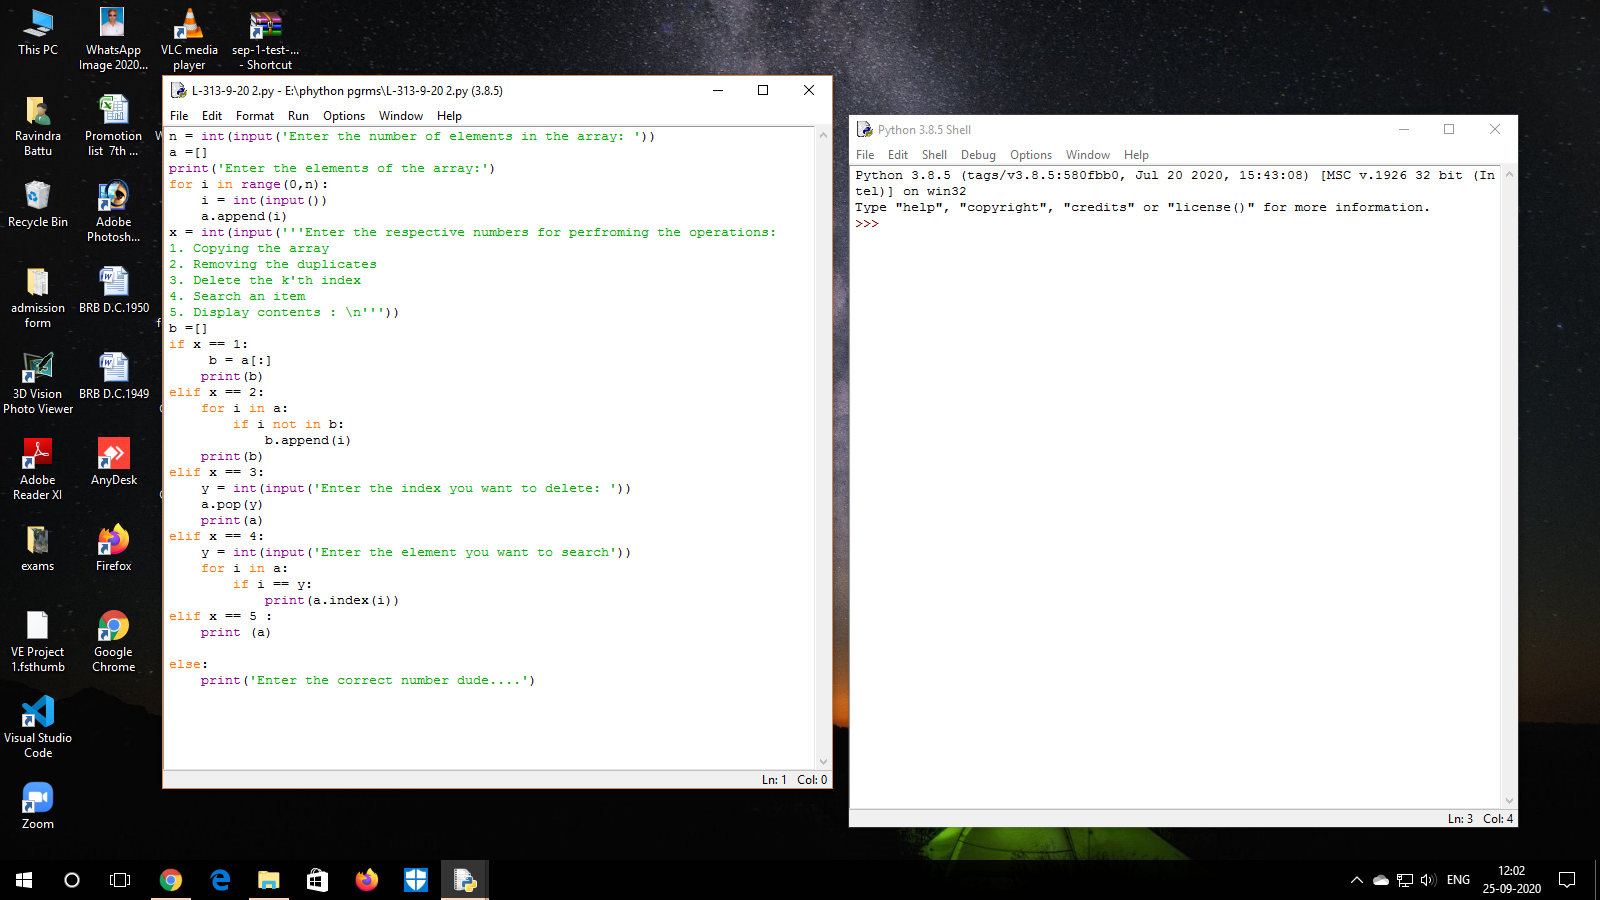 This PC
WhatsApp
Image 2020...
VLC media
player
sep-1-test-...
- Shortcut
Ravindra
Battu
Promotion
list 7th ...
Recycle Bin
Adobe
Photosh...
admission
form
BRB D.C.1950
3D Vision
Photo Viewer
BRB D.C.1949
Adobe
Reader XI
AnyDesk
exams
Firefox
VE Project
1.fsthumb
Google
Chrome
Visual Studio
Code
Zoom
L-313-9-20 2.py - E:\phython pgrms\L-313-9-20 2.py (3.8.5)
File Edit Format Run Options Window Help
n = int(input('Enter the number of elements in the array: '))
a =[]
print('Enter the elements of the array:')
for i in range(0,n):
    i = int(input())
    a.append(i)
x = int(input('''Enter the respective numbers for perfroming the operations:
1. Copying the array
2. Removing the duplicates
3. Delete the k'th index
4. Search an item
5. Display contents : \n'''))
b =[]
if x == 1:
     b = a[:]
    print(b)
elif x == 2:
    for i in a:
        if i not in b:
            b.append(i)
    print(b)
elif x == 3:
    y = int(input('Enter the index you want to delete: '))
    a.pop(y)
    print(a)
elif x == 4:
    y = int(input('Enter the element you want to search'))
    for i in a:
        if i == y:
            print(a.index(i))
elif x == 5 :
    print (a)
else:
    print('Enter the correct number dude....')
Ln: 1 Col: 0
Python 3.8.5 Shell
File Edit Shell Debug Options Window Help
Python 3.8.5 (tags/v3.8.5:580fbb0, Jul 20 2020, 15:43:08) [MSC v.1926 32 bit (In
tel)] on win32
Type "help", "copyright", "credits" or "license()" for more information.
>>>
Ln: 3 Col: 4
ENG
12:02
25-09-2020